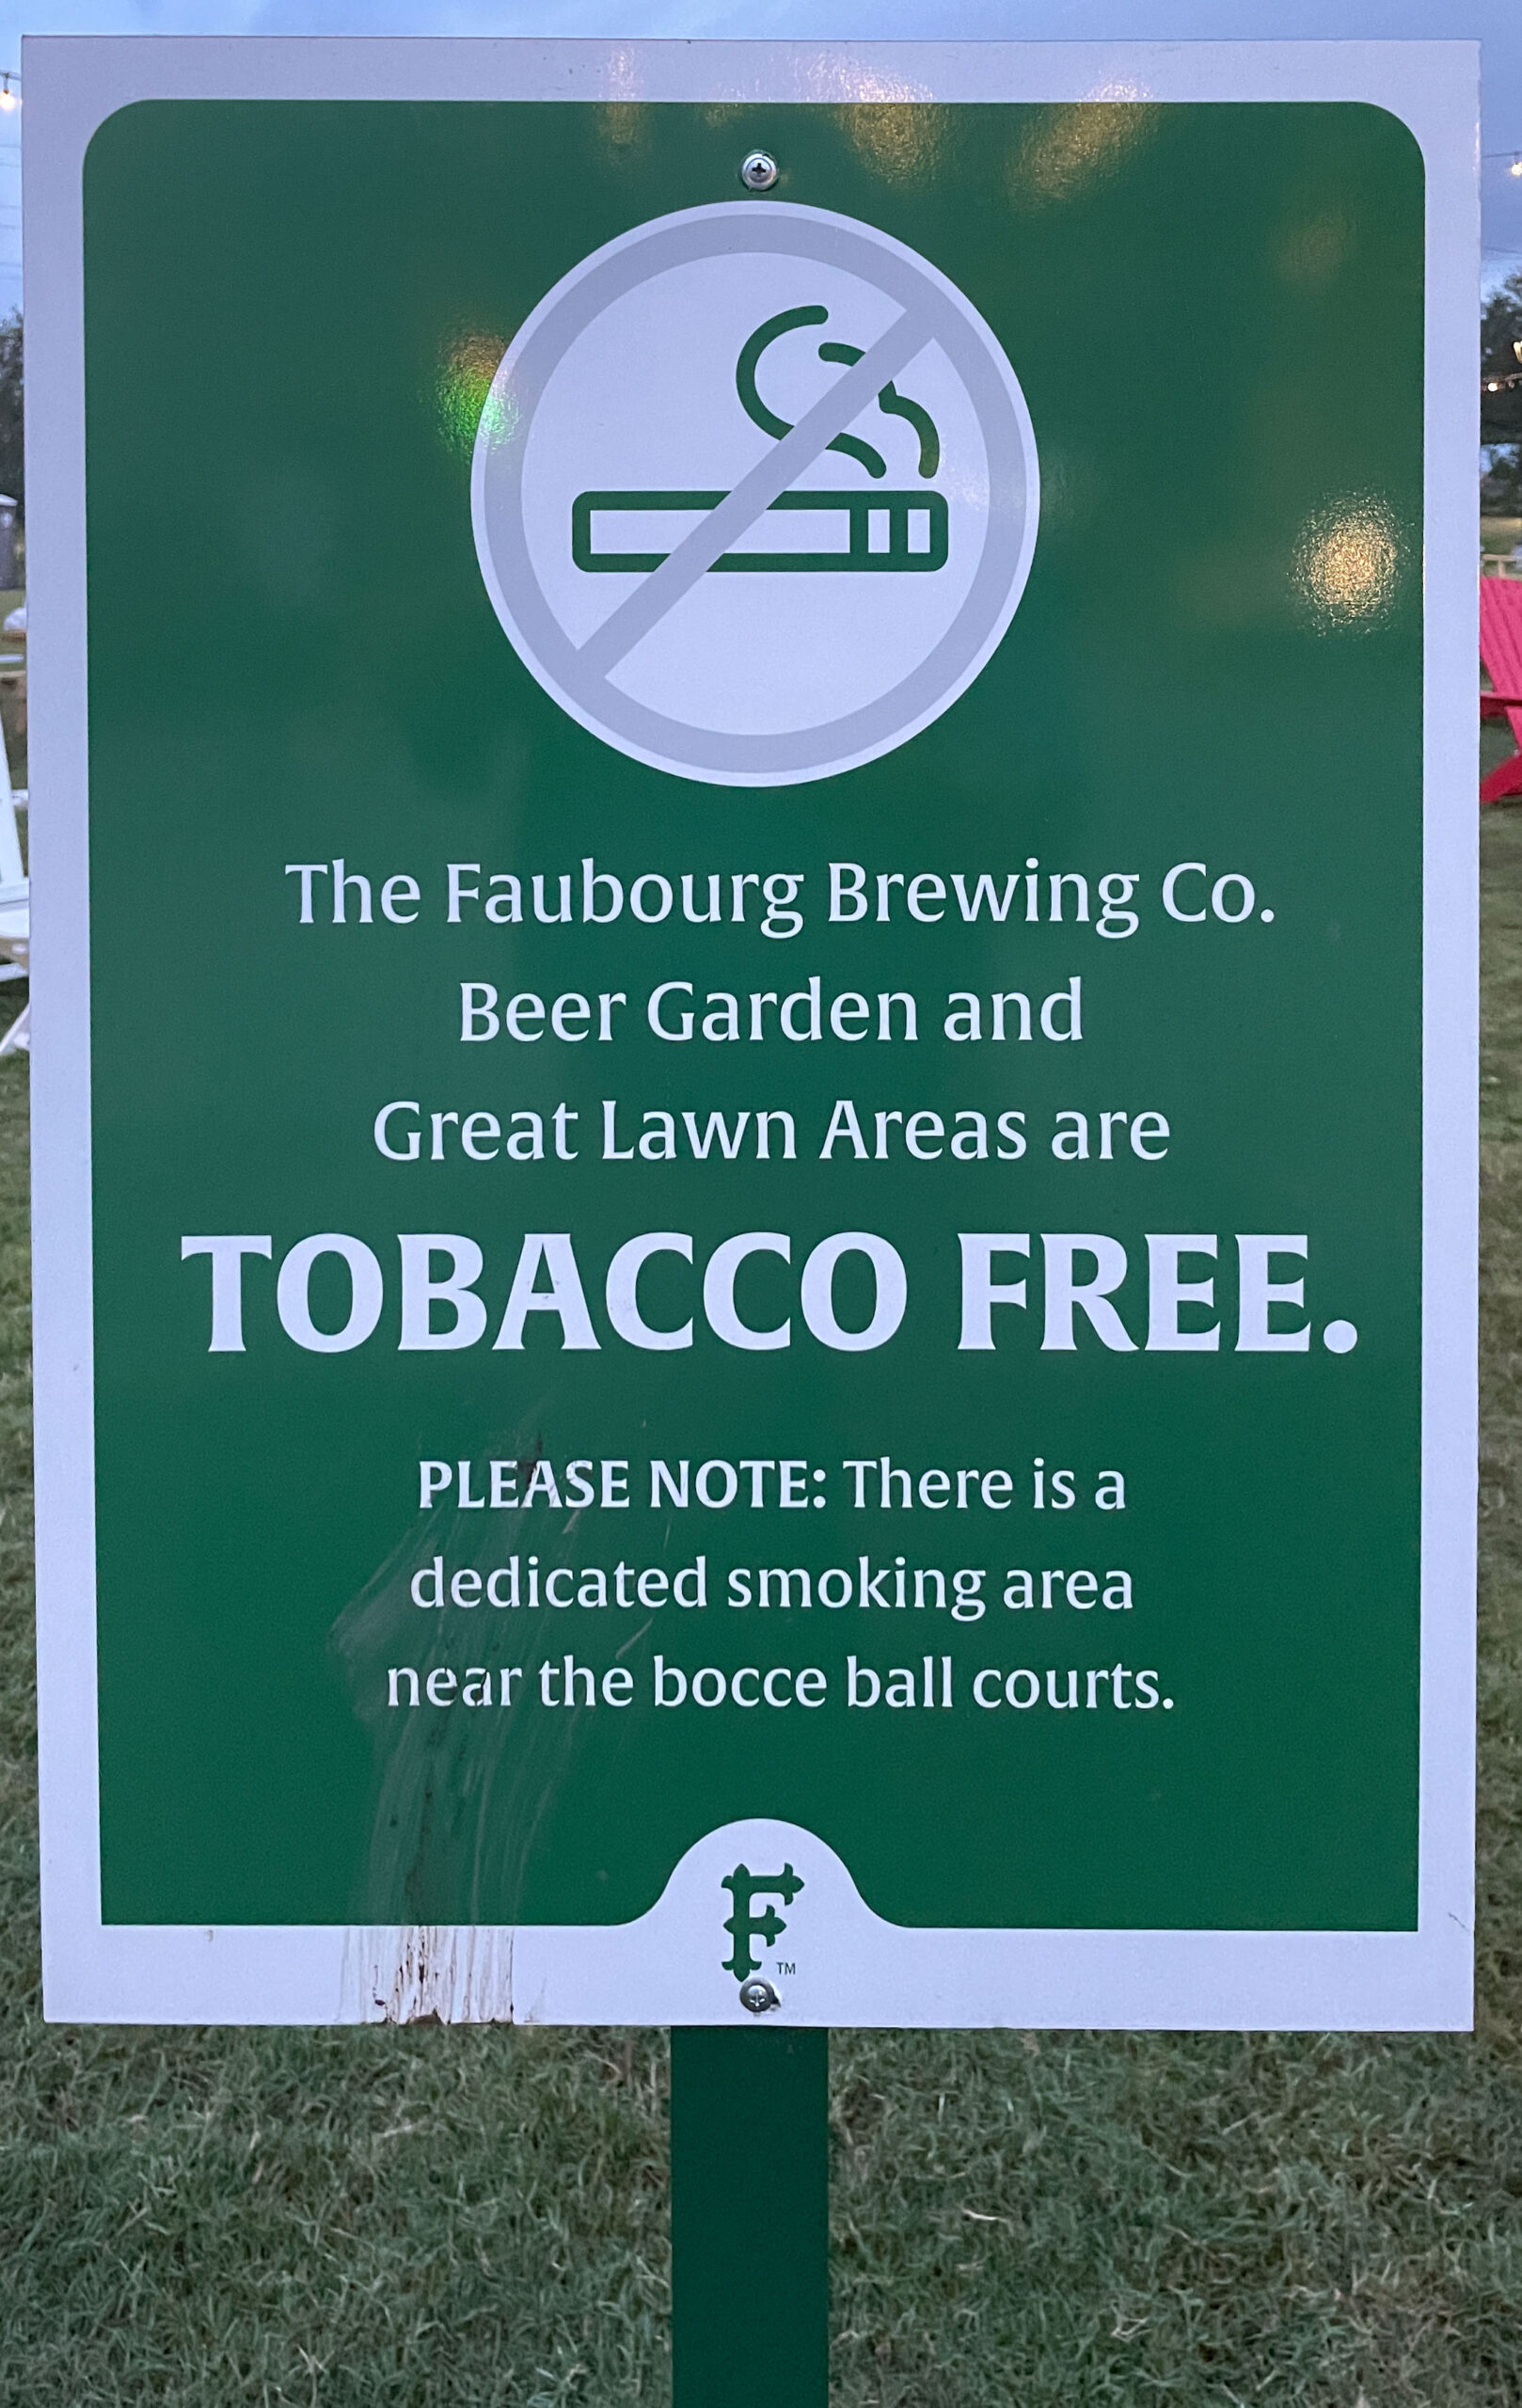 The Faubourg Brewing Co.
Beer Garden and
Great Lawn Areas are
TOBACCO FREE.
PLEASE NOTE: There is a
dedicated smoking area
near the bocce ball courts.
F
TM